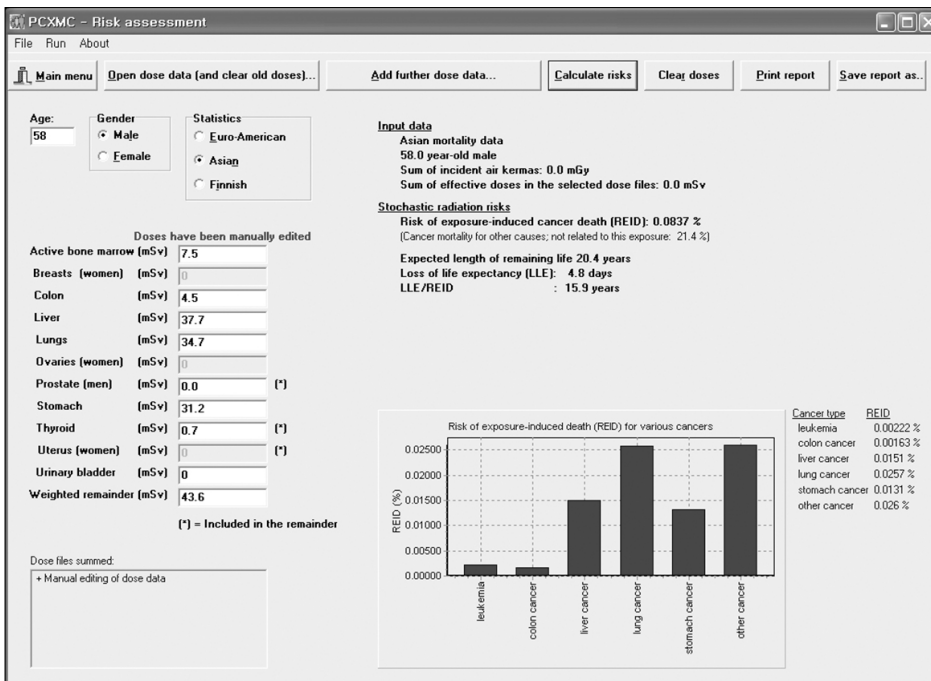 PCXMC - Risk assessment
File Run About
Main menu Open dose data (and clear old doses)... Add further dose data... Calculate risks Clear doses Print report Save report as..
Age:
58
Gender
Male
Female
Statistics
Euro-American
Asian
Finnish
Input data
Asian mortality data
58.0 year-old male
Sum of incident air kermas: 0.0 mGy
Sum of effective doses in the selected dose files: 0.0 mSv
Stochastic radiation risks
Risk of exposure-induced cancer death (REID): 0.0837 %
(Cancer mortality for other causes; not related to this exposure: 21.4 %)
Expected length of remaining life 20.4 years
Loss of life expectancy (LLE): 4.8 days
LLE/REID : 15.9 years
Doses have been manually edited
Active bone marrow (mSv) 7.5
Breasts (women) (mSv) 0
Colon (mSv) 4.5
Liver (mSv) 37.7
Lungs (mSv) 34.7
Ovaries (women) (mSv) 0
Prostate (men) (mSv) 0.0 (*)
Stomach (mSv) 31.2
Thyroid (mSv) 0.7 (*)
Uterus (women) (mSv) 0 (*)
Urinary bladder (mSv) 0
Weighted remainder (mSv) 43.6
(*) = Included in the remainder
Dose files summed:
+ Manual editing of dose data
Risk of exposure-induced death (REID) for various cancers
REID (%)
0.02500
0.02000
0.01500
0.01000
0.00500
0.00000
leukemia
colon cancer
liver cancer
lung cancer
stomach cancer
other cancer
Cancer type REID
leukemia 0.00222 %
colon cancer 0.00163 %
liver cancer 0.0151 %
lung cancer 0.0257 %
stomach cancer 0.0131 %
other cancer 0.026 %